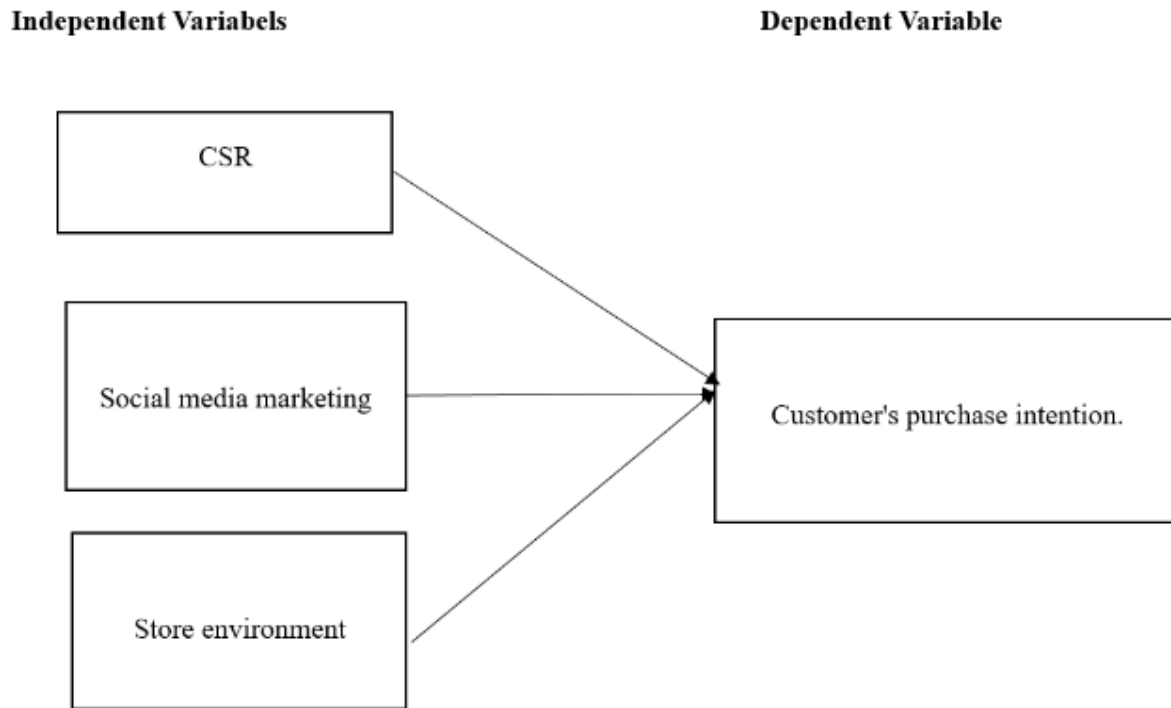 Independent Variabels
Dependent Variable
CSR
Social media marketing
Customer's purchase intention.
Store environment